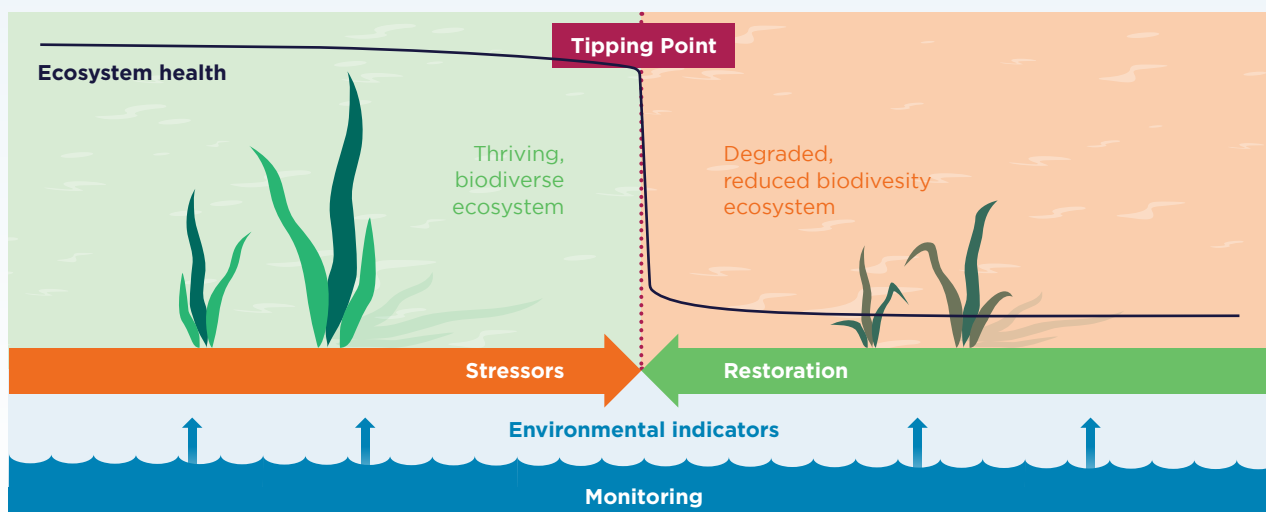 Tipping Point
Ecosystem health
Thriving,
biodiverse
ecosystem
Degraded,
reduced biodivesity
ecosystem
Stressors
Restoration
Environmental indicators
Monitoring